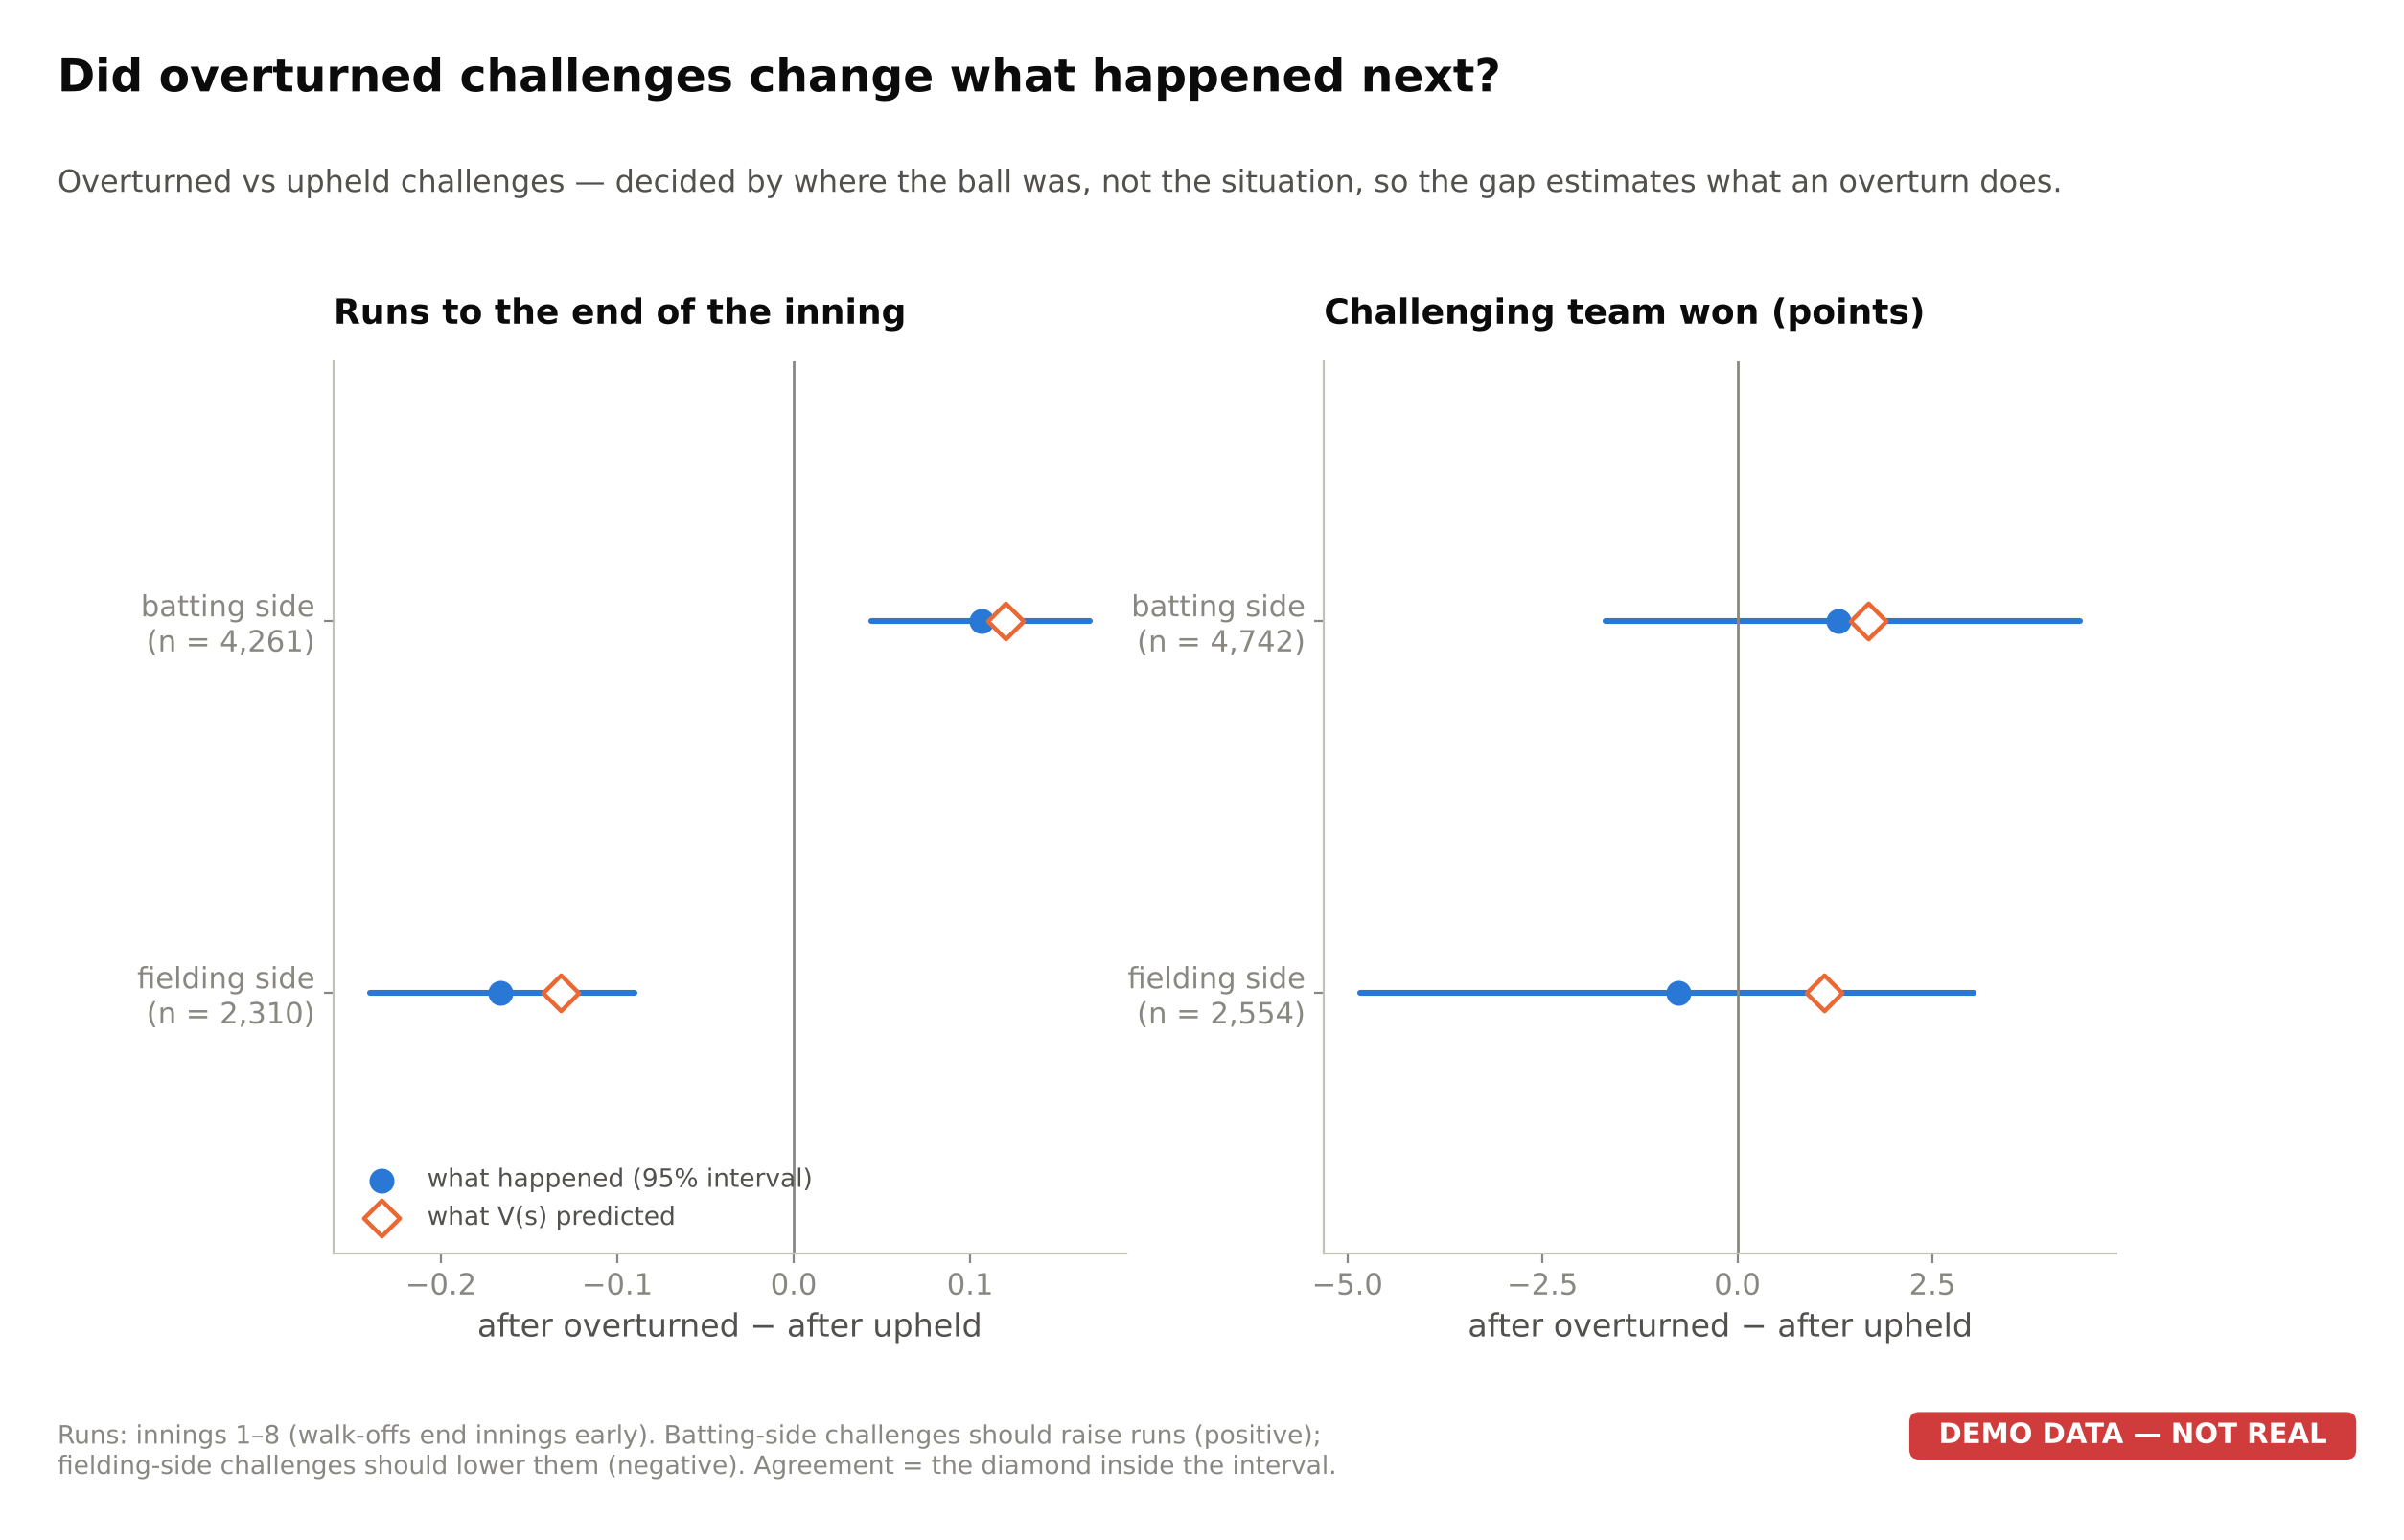 Did overturned challenges change what happened next?
Overturned vs upheld challenges — decided by where the ball was, not the situation, so the gap estimates what an overturn does.
Runs to the end of the inning
batting side
(n = 4,261)
fielding side
(n = 2,310)
what happened (95% interval)
what V(s) predicted
−0.2
−0.1
0.0
0.1
after overturned − after upheld
Challenging team won (points)
batting side
(n = 4,742)
fielding side
(n = 2,554)
−5.0
−2.5
0.0
2.5
after overturned − after upheld
Runs: innings 1–8 (walk-offs end innings early). Batting-side challenges should raise runs (positive);
fielding-side challenges should lower them (negative). Agreement = the diamond inside the interval.
DEMO DATA — NOT REAL